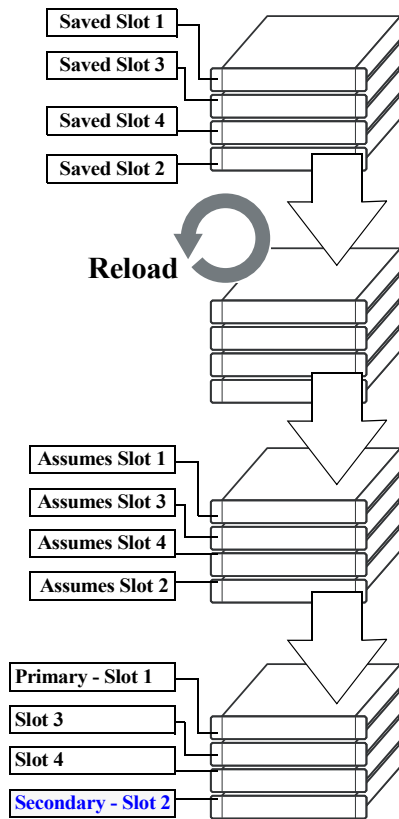 Saved Slot 1
Saved Slot 3
Saved Slot 4
Saved Slot 2
Reload
Assumes Slot 1
Assumes Slot 3
Assumes Slot 4
Assumes Slot 2
Primary - Slot 1
Slot 3
Slot 4
Secondary - Slot 2